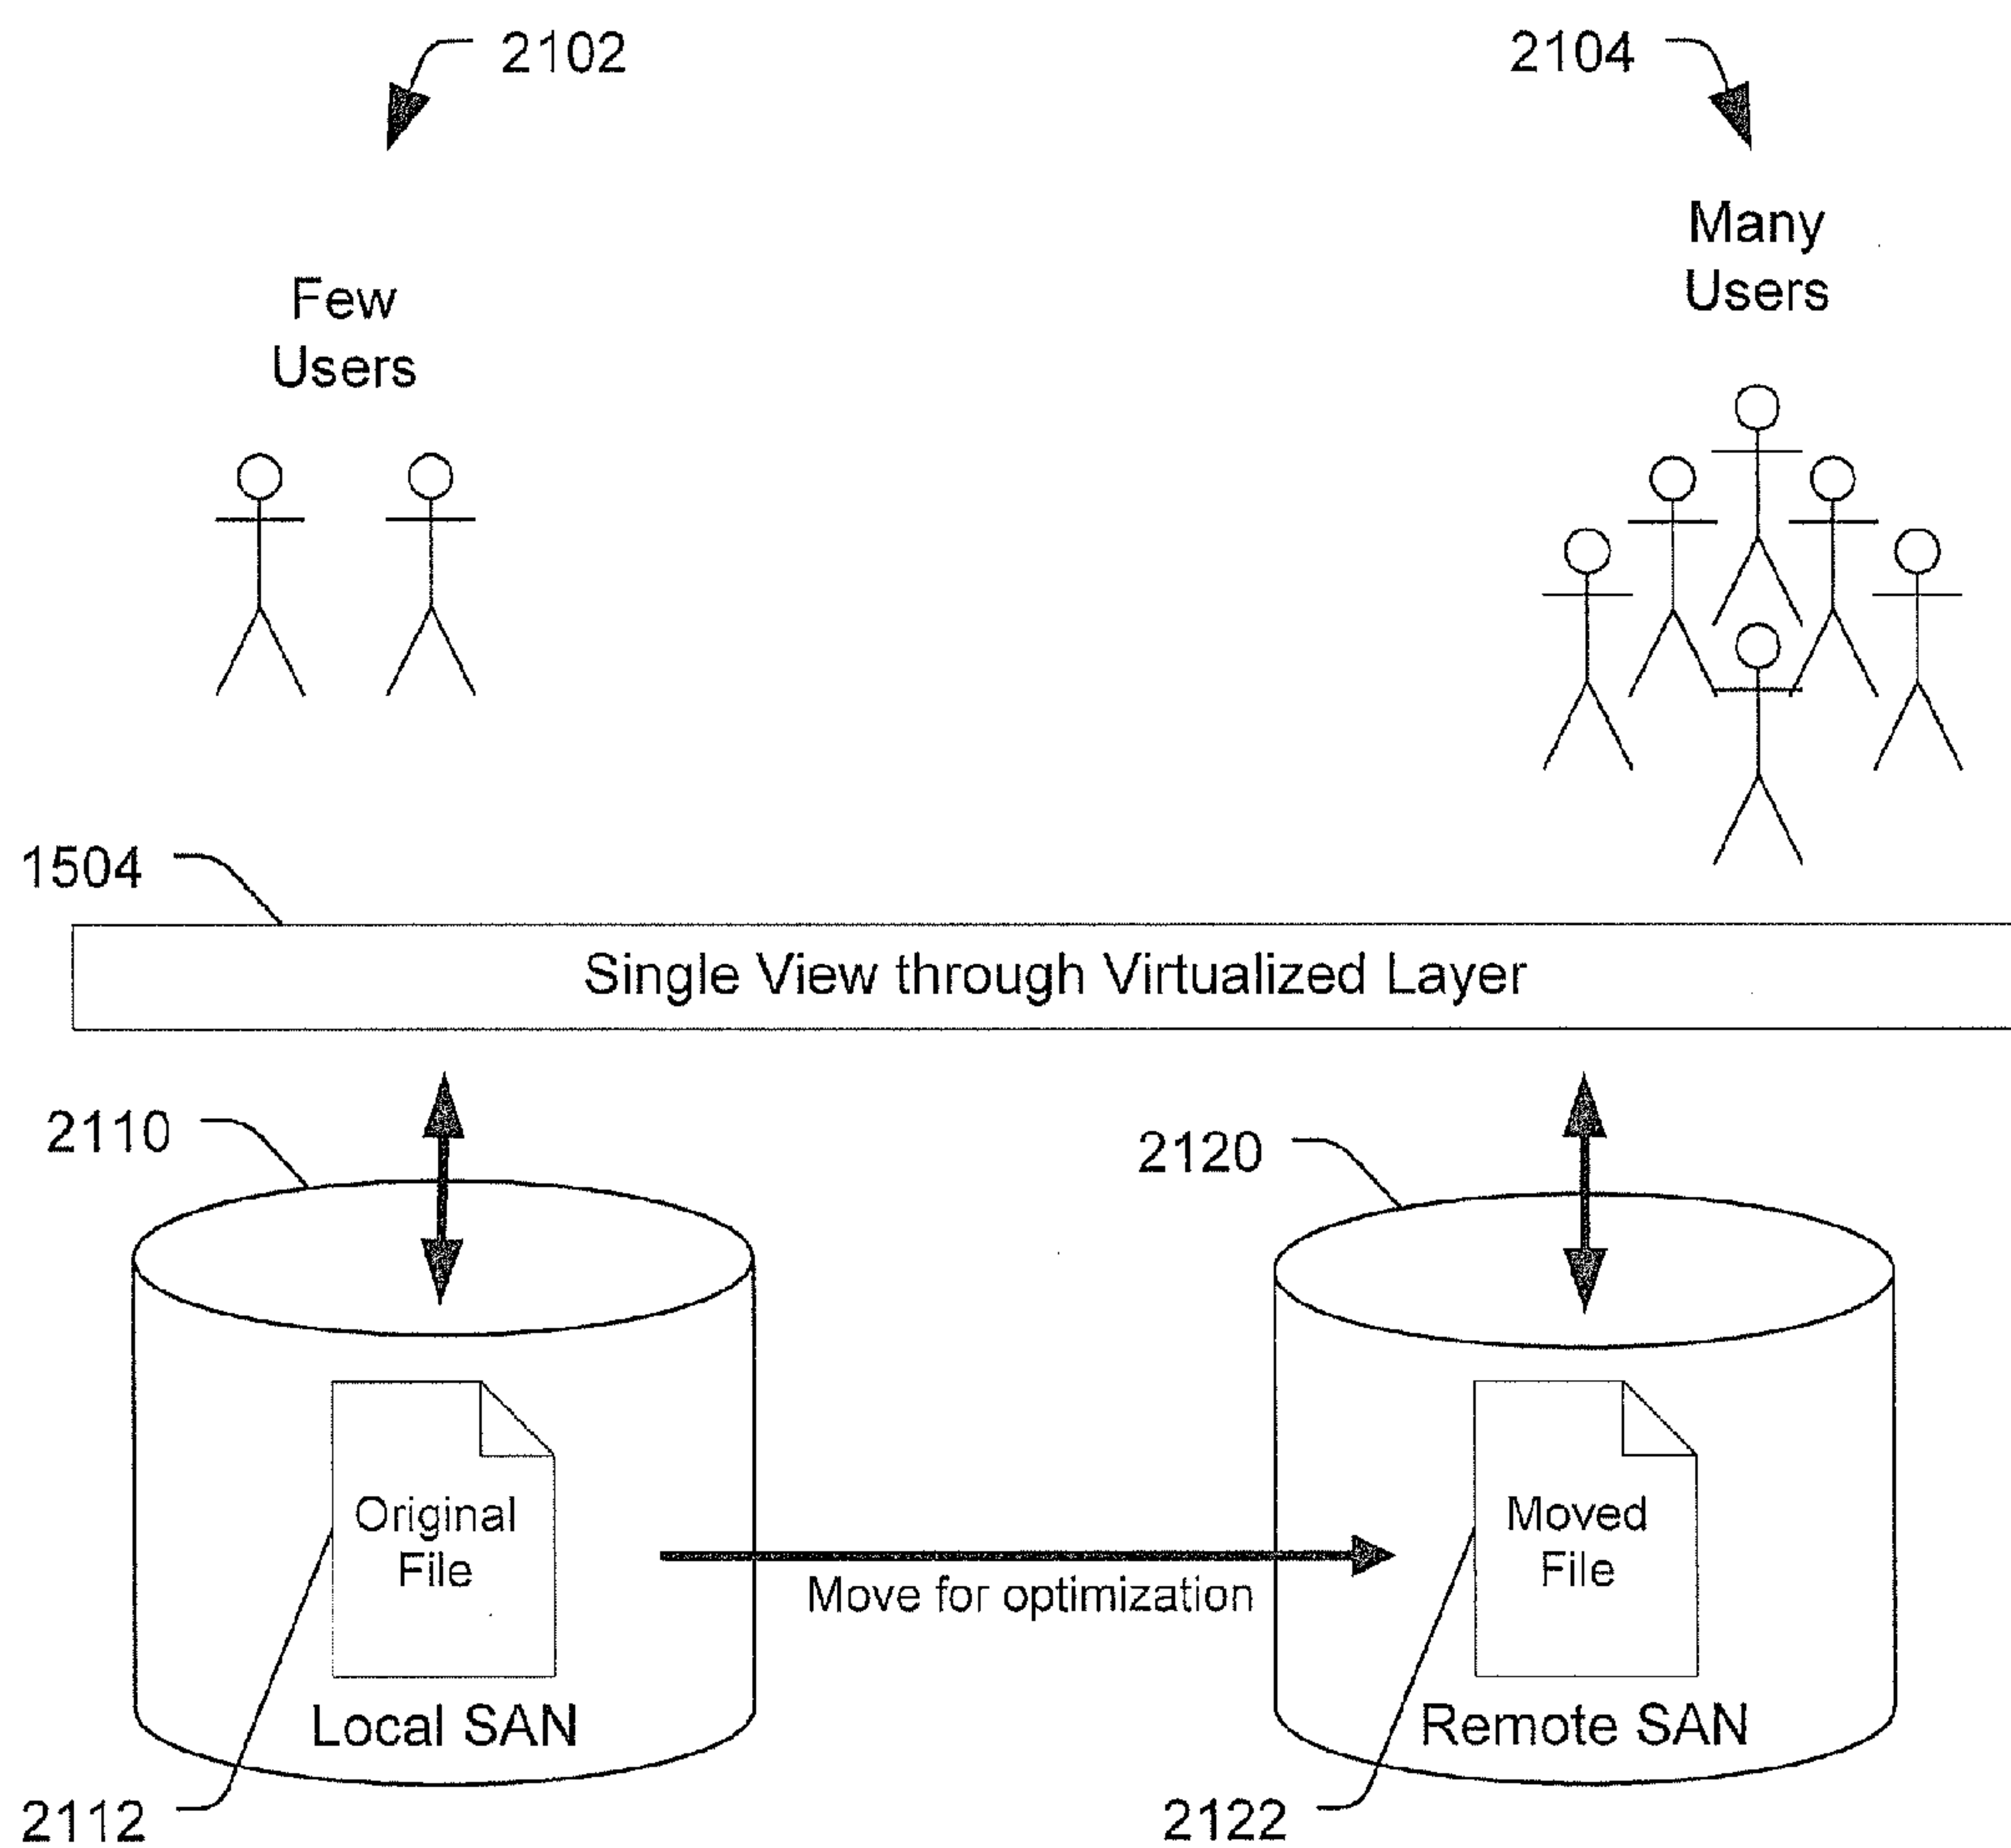 2102
2104
Few
Users
Many
Users
1504
Single View through Virtualized Layer
2110
2120
Original
File
Moved
File
Move for optimization
Local SAN
Remote SAN
2112
2122